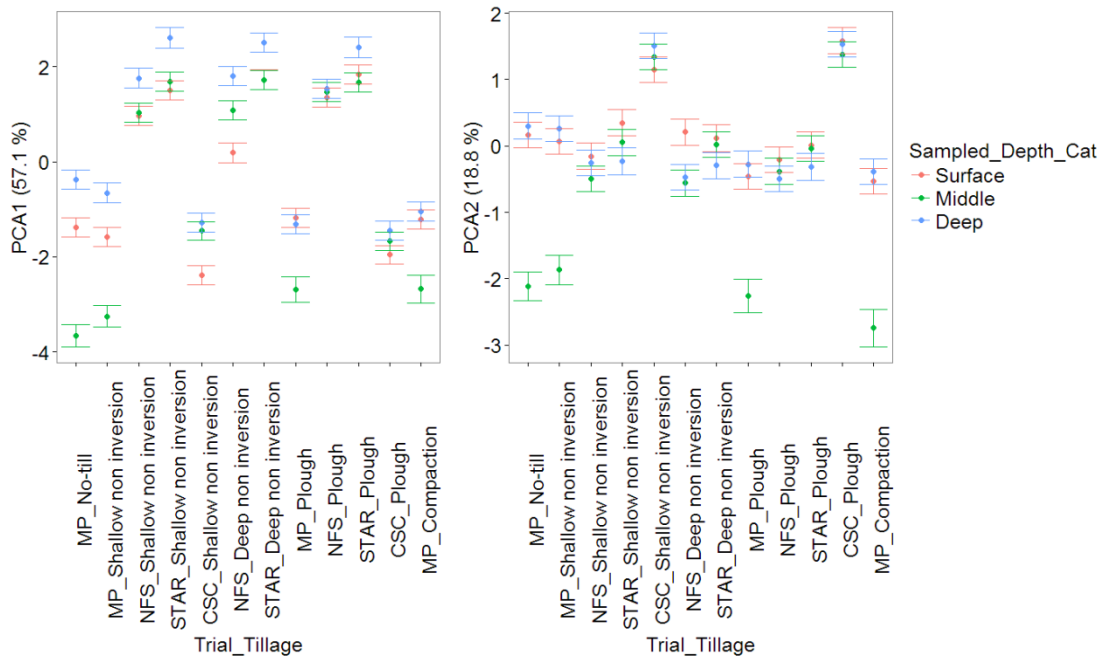 PCA1 (57.1 %)
2
0
-2
-4
MP_No-till
MP_Shallow non inversion
NFS_Shallow non inversion
STAR_Shallow non inversion
CSC_Shallow non inversion
NFS_Deep non inversion
STAR_Deep non inversion
MP_Plough
NFS_Plough
STAR_Plough
CSC_Plough
MP_Compaction
Trial_Tillage
PCA2 (18.8 %)
2
1
0
-1
-2
-3
MP_No-till
MP_Shallow non inversion
NFS_Shallow non inversion
STAR_Shallow non inversion
CSC_Shallow non inversion
NFS_Deep non inversion
STAR_Deep non inversion
MP_Plough
NFS_Plough
STAR_Plough
CSC_Plough
MP_Compaction
Trial_Tillage
Sampled_Depth_Cat
Surface
Middle
Deep